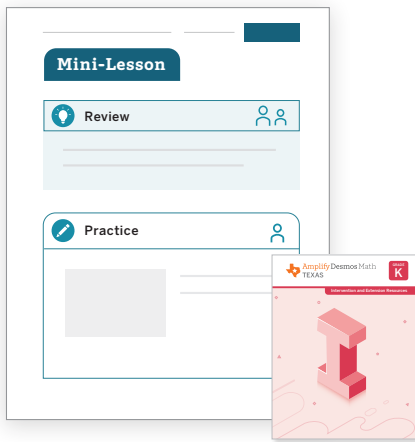 Mini-Lesson
Review
Practice
Amplify Desmos Math
TEXAS
GRADE
K
Intervention and Extension Resources